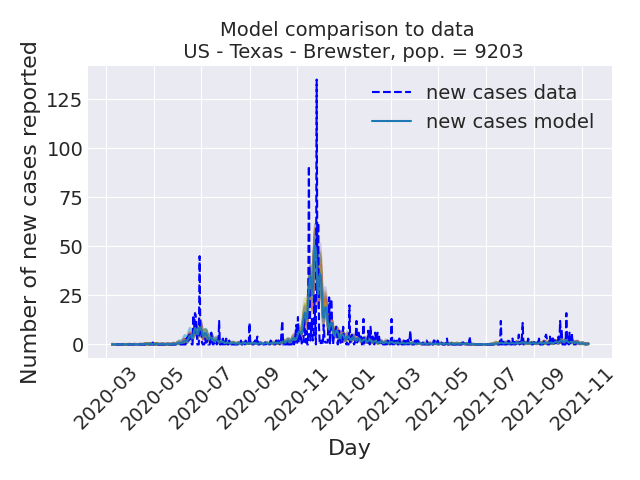 Model comparison to data
US - Texas - Brewster, pop. = 9203
Number of new cases reported
125
100
75
50
25
0
new cases data
new cases model
2020-03
2020-05
2020-07
2020-09
2020-11
2021-01
2021-03
2021-05
2021-07
2021-09
2021-11
Day